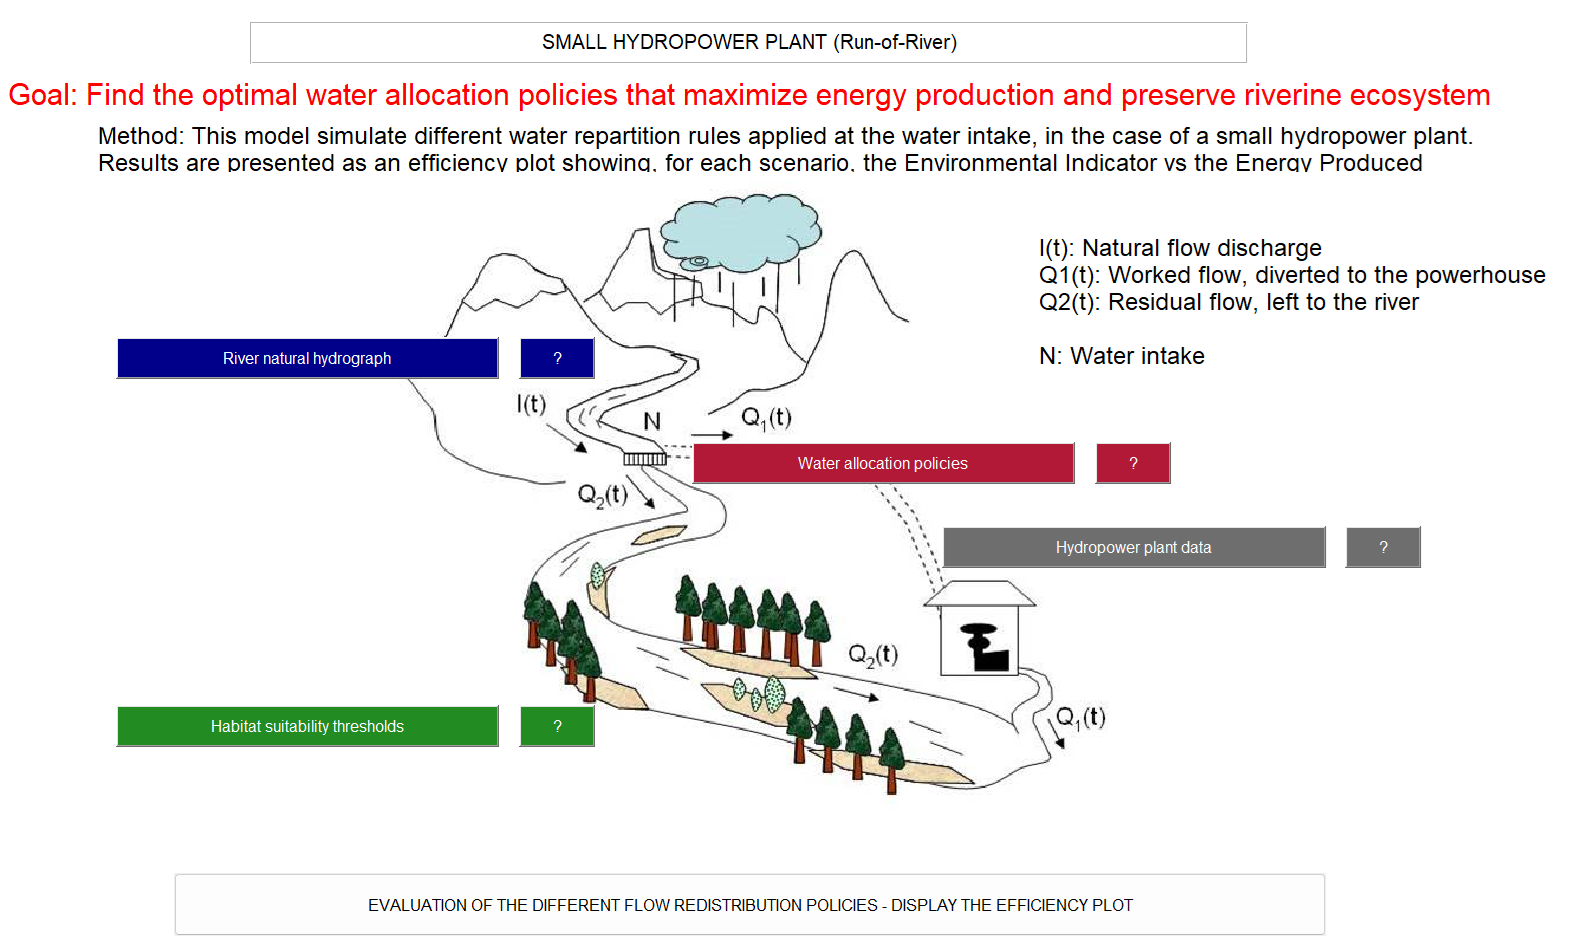 SMALL HYDROPOWER PLANT (Run-of-River)
Goal: Find the optimal water allocation policies that maximize energy production and preserve riverine ecosystem
Method: This model simulate different water repartition rules applied at the water intake, in the case of a small hydropower plant.
Results are presented as an efficiency plot showing, for each scenario, the Environmental Indicator vs the Energy Produced
I(t): Natural flow discharge
Q1(t): Worked flow, diverted to the powerhouse
Q2(t): Residual flow, left to the river
N: Water intake
River natural hydrograph
?
I(t)
N
Q₁(t)
Water allocation policies
?
Q₂(t)
Hydropower plant data
?
Q₂(t)
Q₁(t)
Habitat suitability thresholds
?
EVALUATION OF THE DIFFERENT FLOW REDISTRIBUTION POLICIES - DISPLAY THE EFFICIENCY PLOT